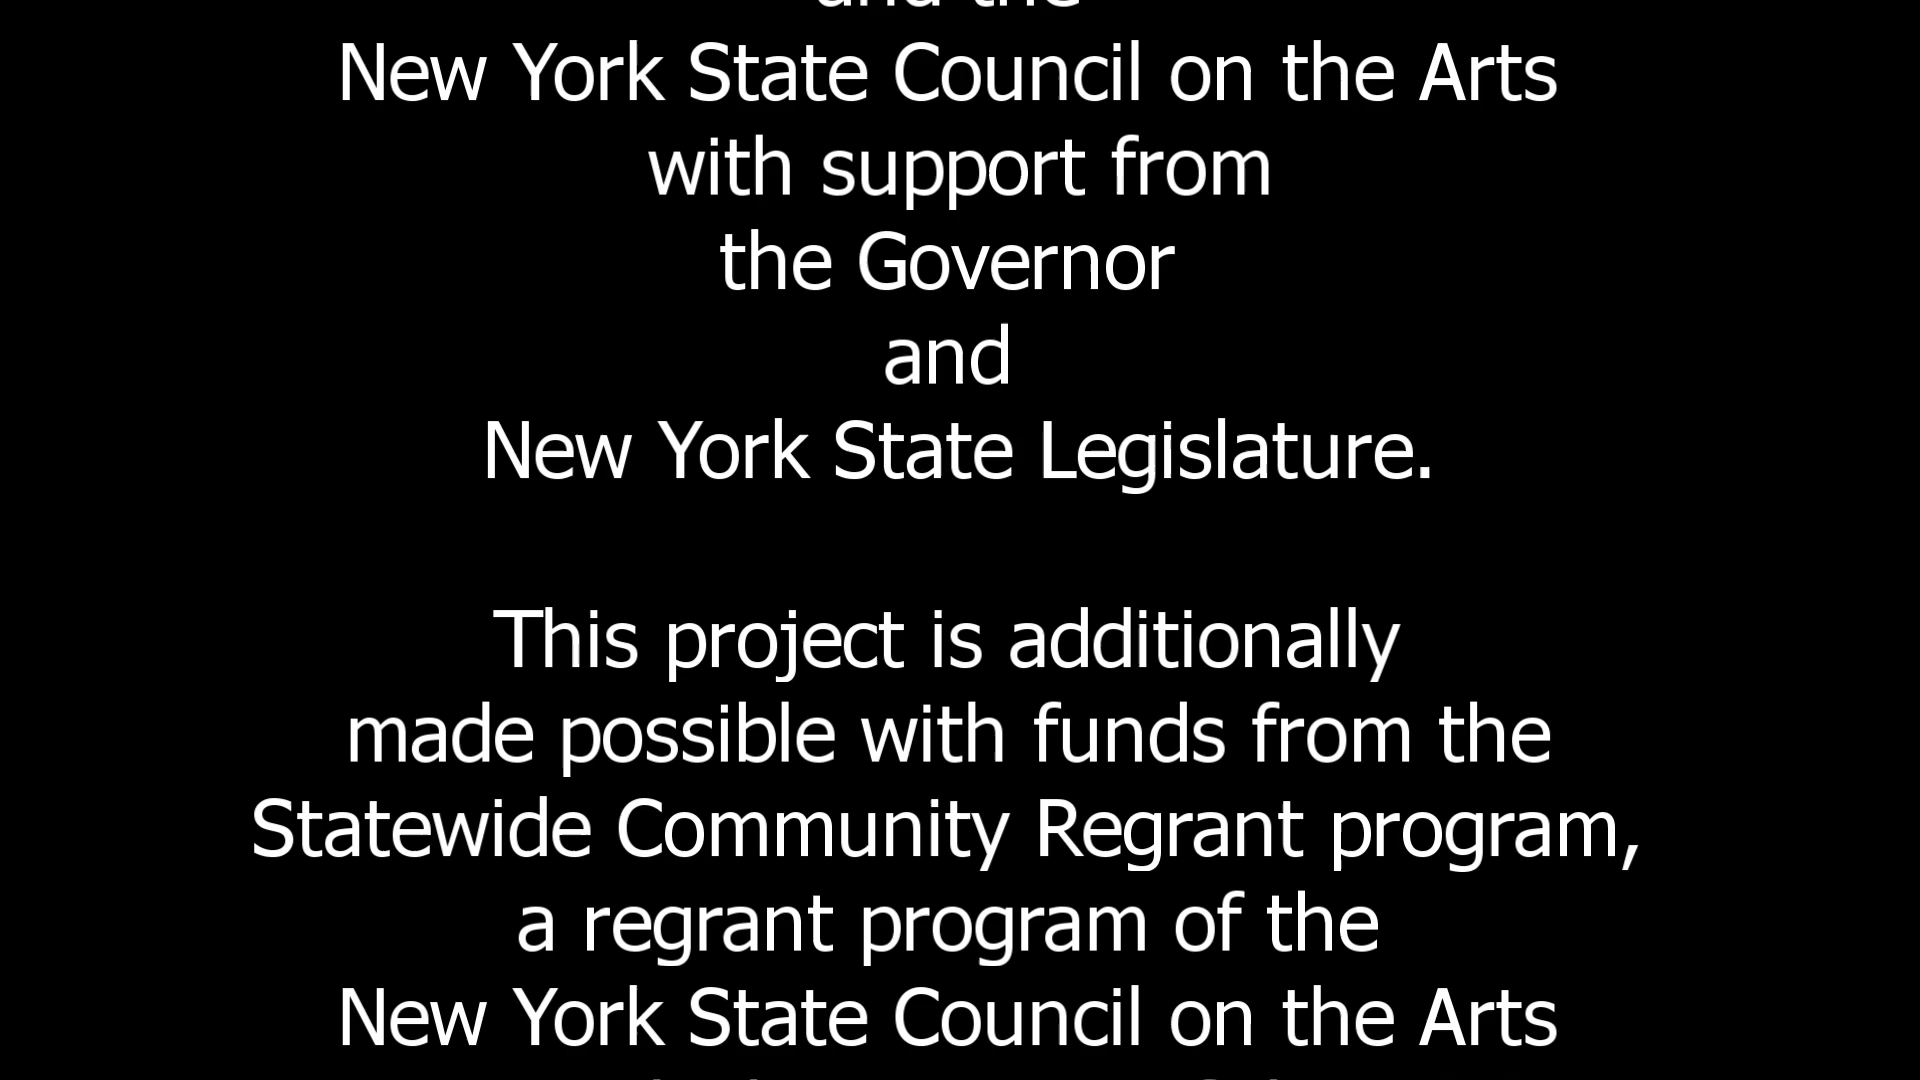 and the
New York State Council on the Arts
with support from
the Governor
and
New York State Legislature.
This project is additionally
made possible with funds from the
Statewide Community Regrant program,
a regrant program of the
New York State Council on the Arts